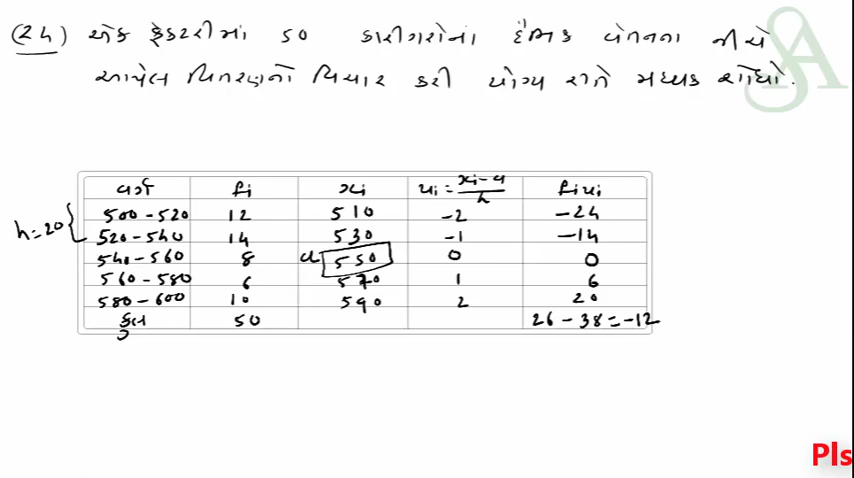 (24) એક ફેક્ટરીમાં 50 કારીગરોનાં દૈનિક વેતનના નીચે
આપેલ વિતરણનો વિચાર કરી યોગ્ય રીતે મધ્યક શોધો.
SA
વર્ગ fi xi ui = xi-a/h fiui
h=20 { 500-520 12 510 -2 -24
520-540 14 530 -1 -14
540-560 8 a 550 0 0
560-580 6 570 1 6
580-600 10 590 2 20
કુલ 50 26-38=-12
Pls